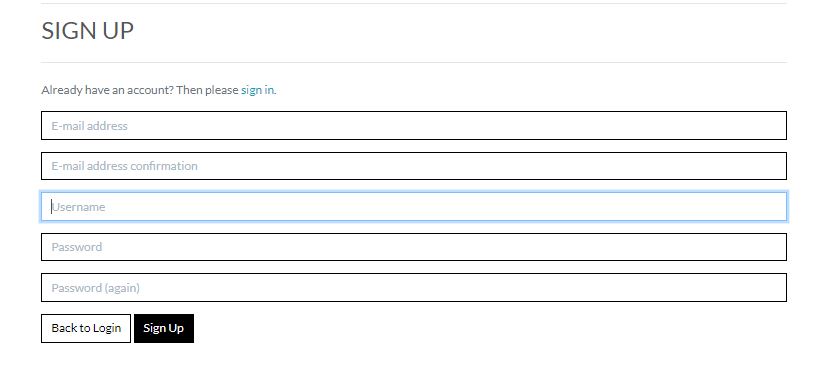 SIGN UP
Already have an account? Then please sign in.
E-mail address
E-mail address confirmation
Username
Password
Password (again)
Back to Login Sign Up